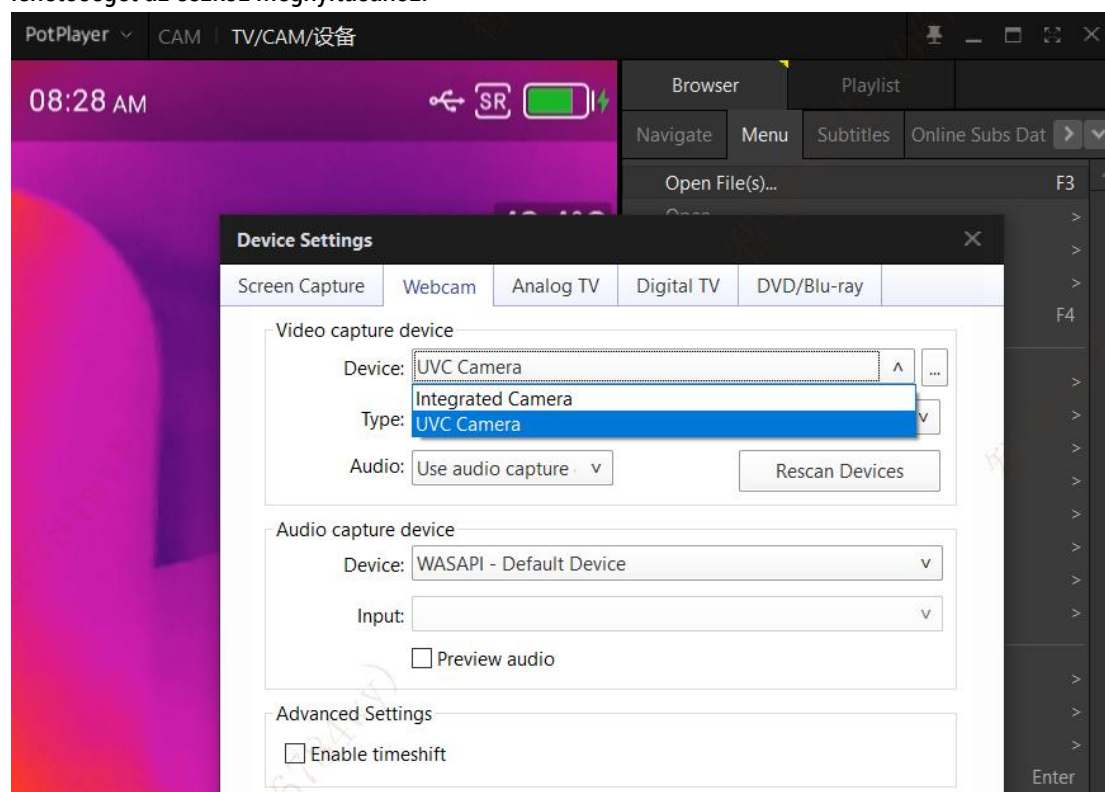 PotPlayer CAM TV/CAM/设备
08:28 AM SR
Browser Playlist
Navigate Menu Subtitles Online Subs Dat
Open File(s)... F3
Open
F4
Device Settings
Screen Capture Webcam Analog TV Digital TV DVD/Blu-ray
Video capture device
Device: UVC Camera ...
Integrated Camera
Type: UVC Camera
Audio: Use audio capture
Rescan Devices
Audio capture device
Device: WASAPI - Default Device
Input:
Preview audio
Advanced Settings
Enable timeshift
Enter